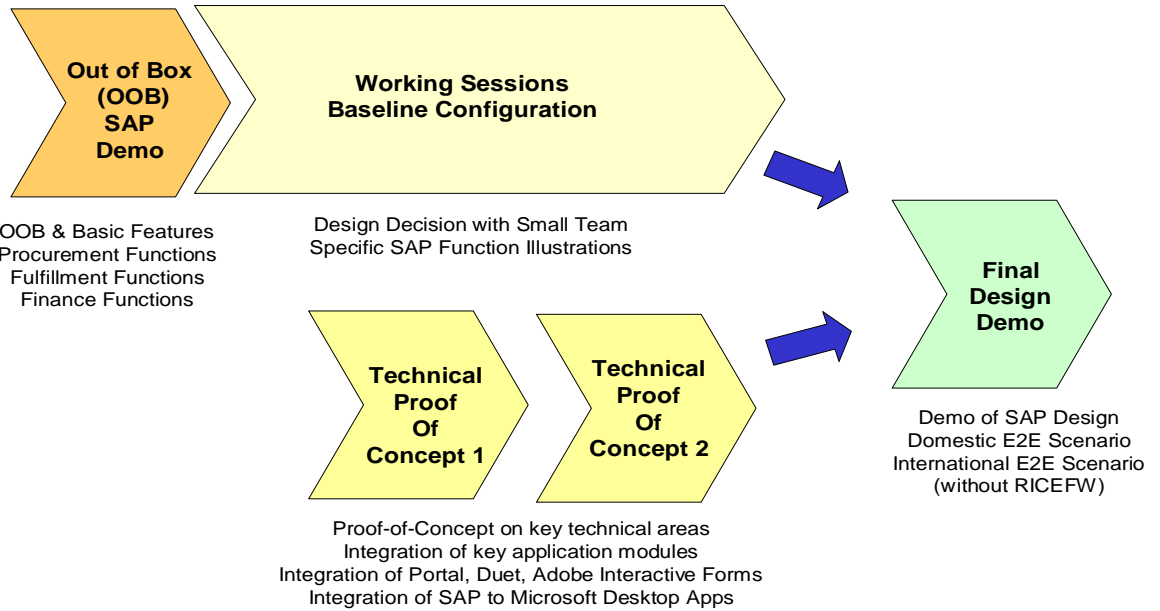 Out of Box
(OOB)
SAP
Demo
Working Sessions
Baseline Configuration
OOB & Basic Features
Procurement Functions
Fulfillment Functions
Finance Functions
Design Decision with Small Team
Specific SAP Function Illustrations
Technical
Proof
Of
Concept 1
Technical
Proof
Of
Concept 2
Proof-of-Concept on key technical areas
Integration of key application modules
Integration of Portal, Duet, Adobe Interactive Forms
Integration of SAP to Microsoft Desktop Apps
Final
Design
Demo
Demo of SAP Design
Domestic E2E Scenario
International E2E Scenario
(without RICEFW)